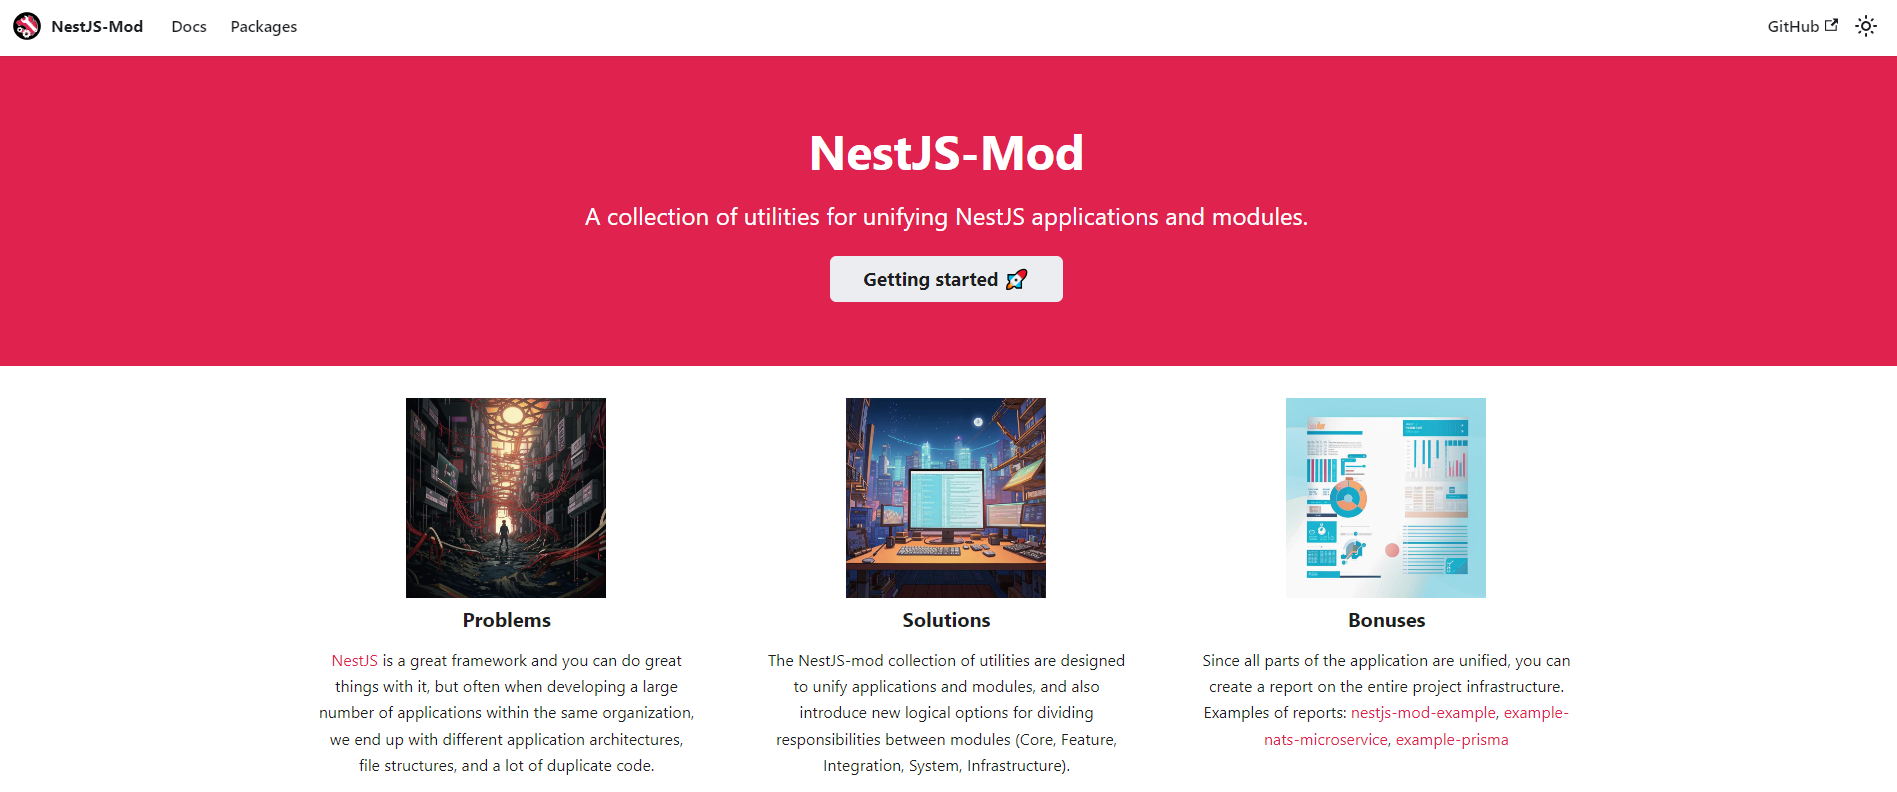 NestJS-Mod
Docs
Packages
GitHub
NestJS-Mod
A collection of utilities for unifying NestJS applications and modules.
Getting started 🚀
Problems
NestJS is a great framework and you can do great
things with it, but often when developing a large
number of applications within the same organization,
we end up with different application architectures,
file structures, and a lot of duplicate code.
Solutions
The NestJS-mod collection of utilities are designed
to unify applications and modules, and also
introduce new logical options for dividing
responsibilities between modules (Core, Feature,
Integration, System, Infrastructure).
Bonuses
Since all parts of the application are unified, you can
create a report on the entire project infrastructure.
Examples of reports: nestjs-mod-example, example-
nats-microservice, example-prisma